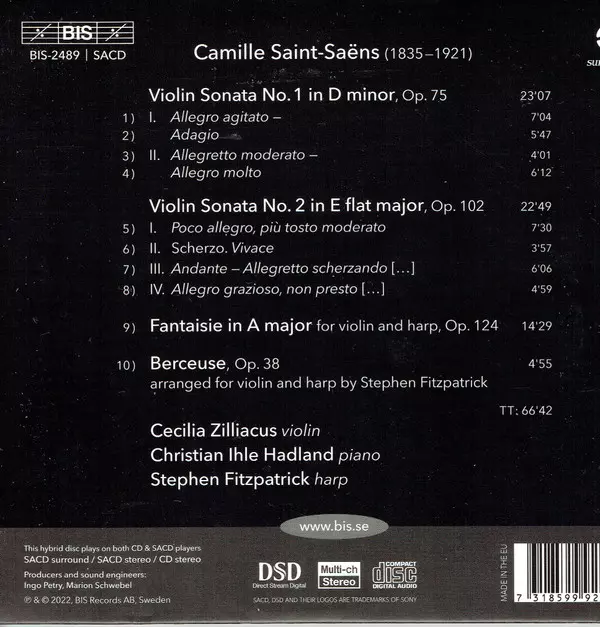 BIS
BIS-2489 | SACD
Camille Saint-Saëns (1835–1921)
Violin Sonata No. 1 in D minor, Op. 75 23'07
1) I. Allegro agitato – 7'04
2) Adagio 5'47
3) II. Allegretto moderato – 4'01
4) Allegro molto 6'12
Violin Sonata No. 2 in E flat major, Op. 102 22'49
5) I. Poco allegro, più tosto moderato 7'30
6) II. Scherzo. Vivace 3'57
7) III. Andante – Allegretto scherzando [...] 6'06
8) IV. Allegro grazioso, non presto [...] 4'59
9) Fantaisie in A major for violin and harp, Op. 124 14'29
10) Berceuse, Op. 38 4'55
arranged for violin and harp by Stephen Fitzpatrick
TT: 66'42
Cecilia Zilliacus violin
Christian Ihle Hadland piano
Stephen Fitzpatrick harp
www.bis.se
This hybrid disc plays on both CD & SACD players
SACD surround / SACD stereo / CD stereo
Producers and sound engineers:
Ingo Petry, Marion Schwebel
℗ & © 2022, BIS Records AB, Sweden
DSD
Direct Stream Digital
Multi-ch
Stereo
COMPACT
disc
DIGITAL AUDIO
SACD, DSD AND THEIR LOGOS ARE TRADEMARKS OF SONY
MADE IN THE EU
7 318599 92